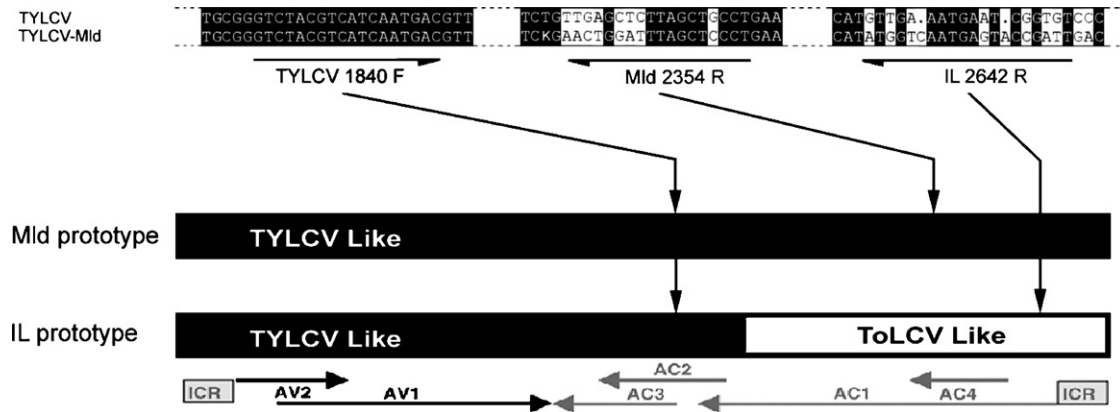 TYLCV TGCGGGTCTACGTCATCAATGACGTT TCTGTTGAGCTCTTAGCTGCCTGAA CATGTTGA.AATGAAT.CGGTGTCCC
TYLCV-Mld TGCGGGTCTACGTCATCAATGACGTT TCKGAACTGGATTTAGCTCCCTGAA CATATGGTCAATGAGTACCGATTGAC
TYLCV 1840 F Mld 2354 R IL 2642 R
Mld prototype TYLCV Like
IL prototype TYLCV Like ToLCV Like
ICR AV2 AV1 AC2 AC3 AC1 AC4 ICR